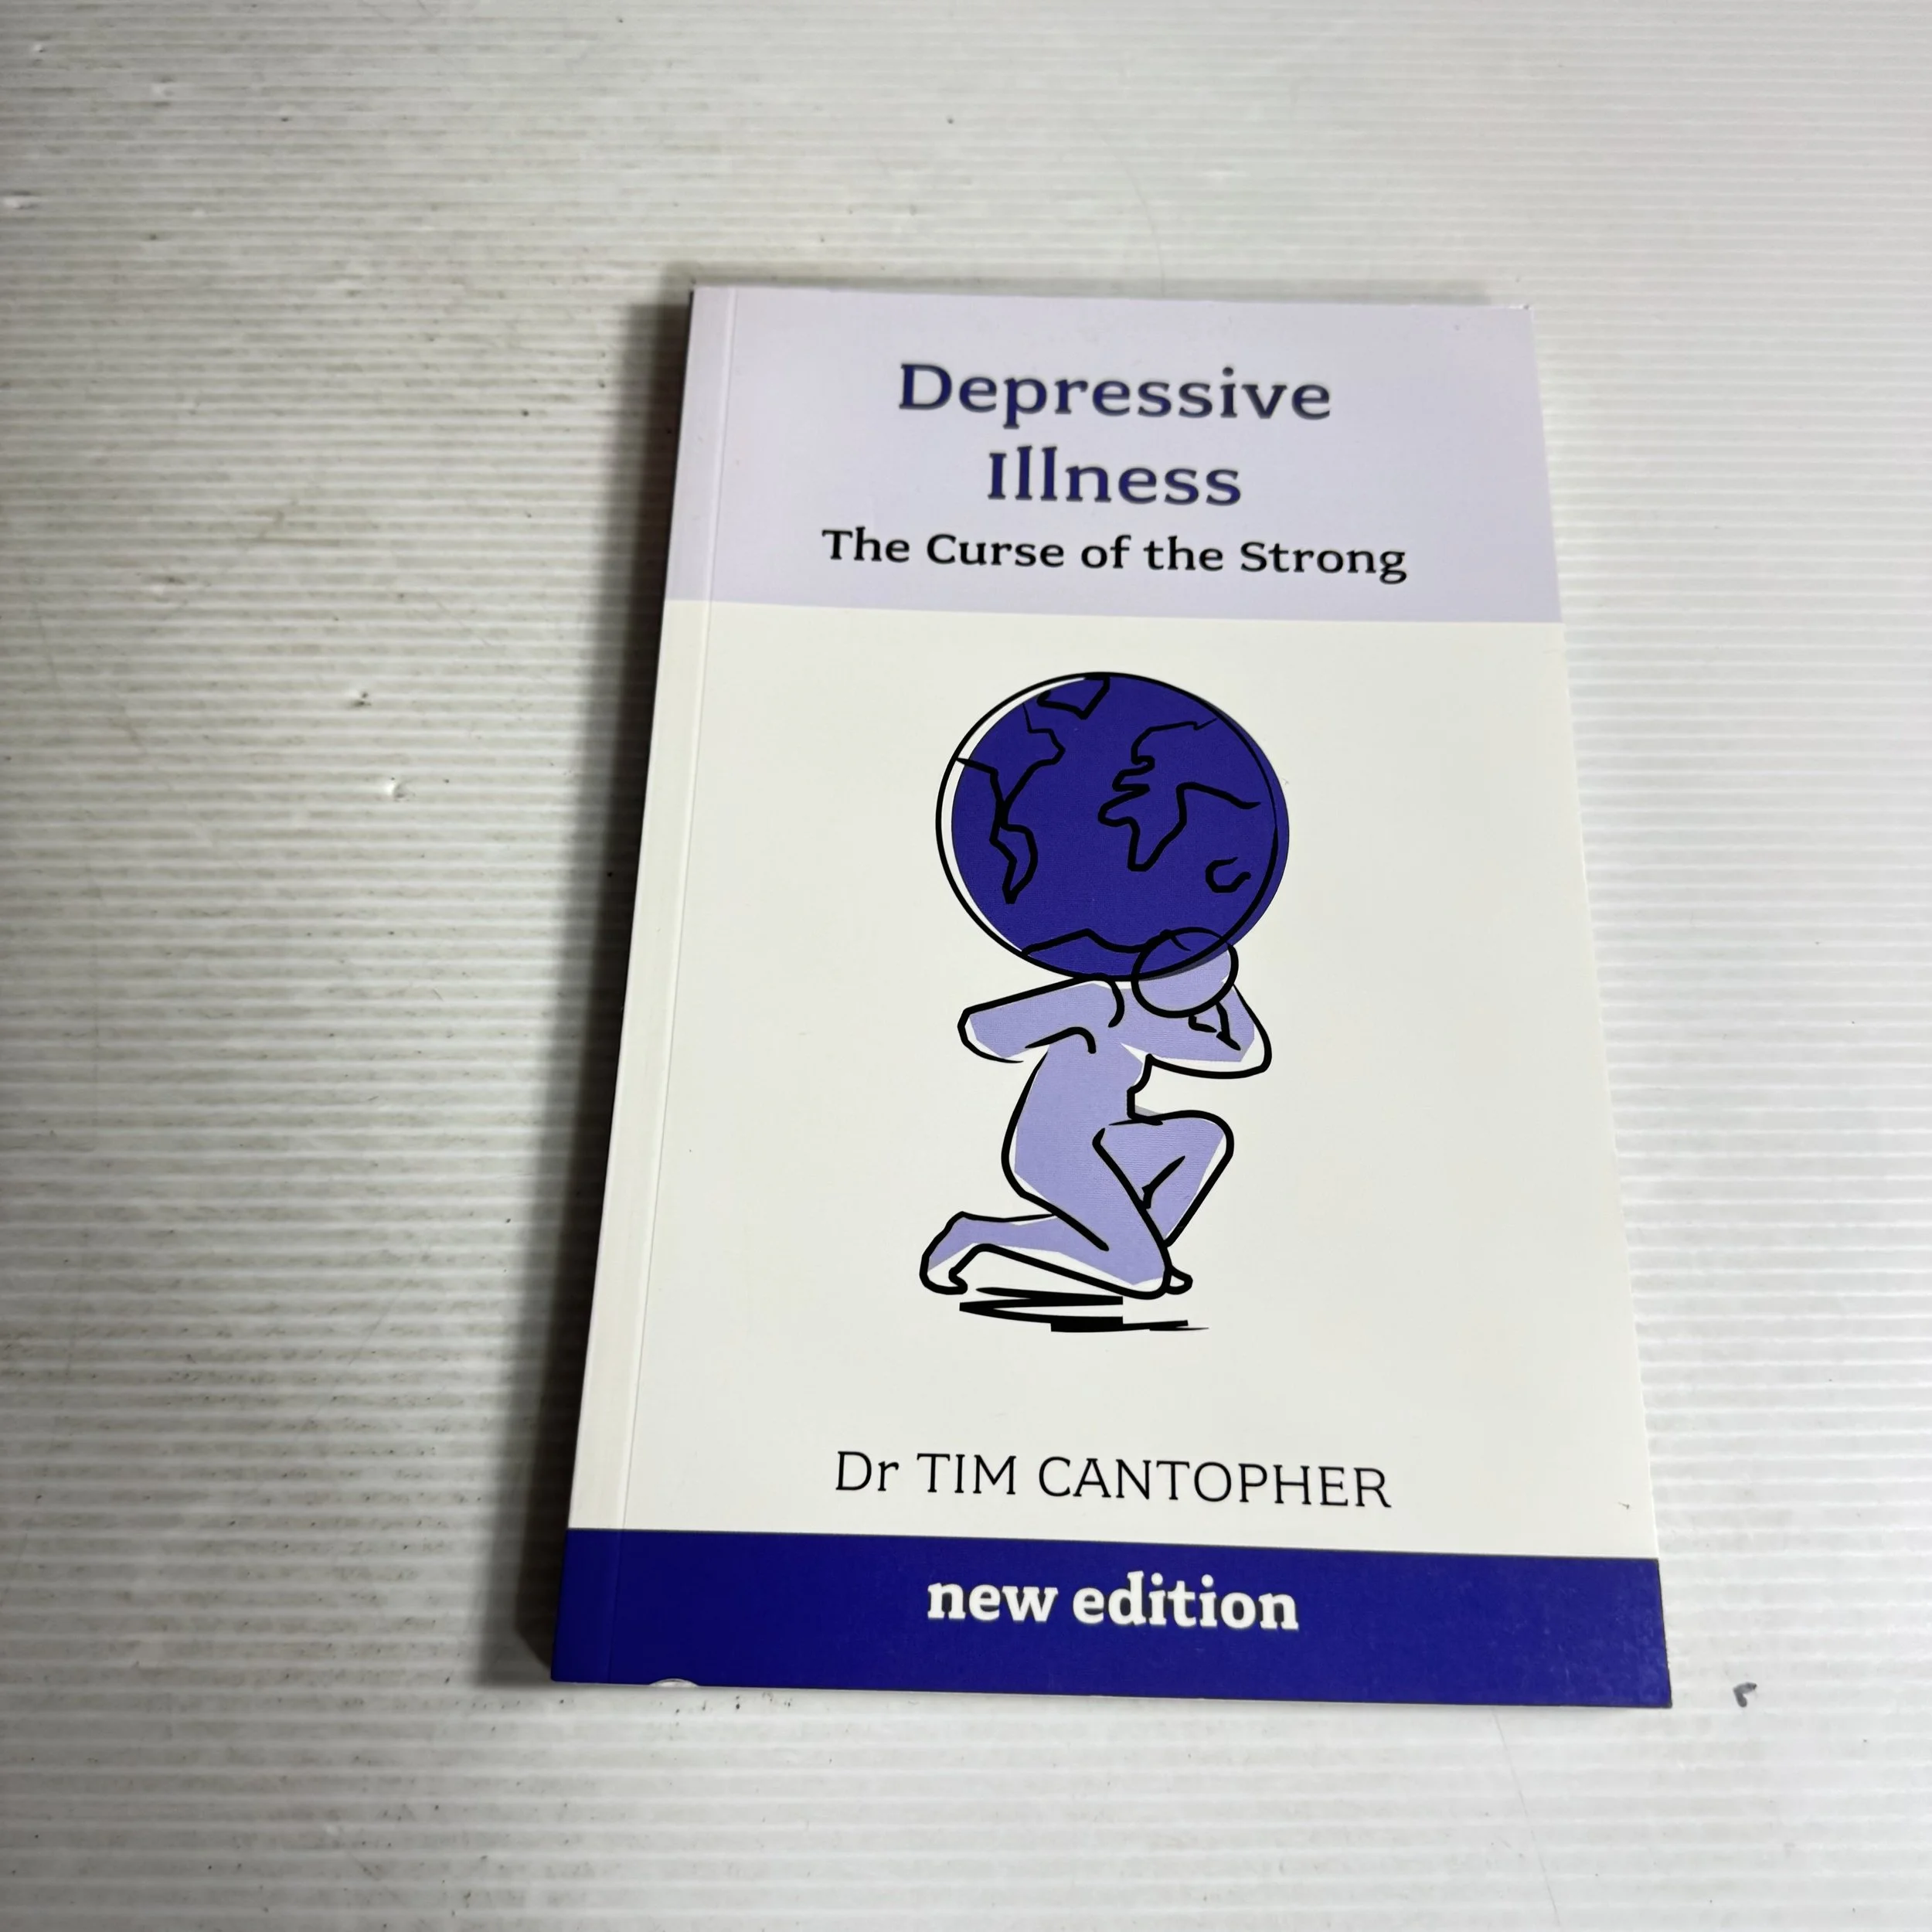 Depressive
Illness
The Curse of the Strong
Dr TIM CANTOPHER
new edition